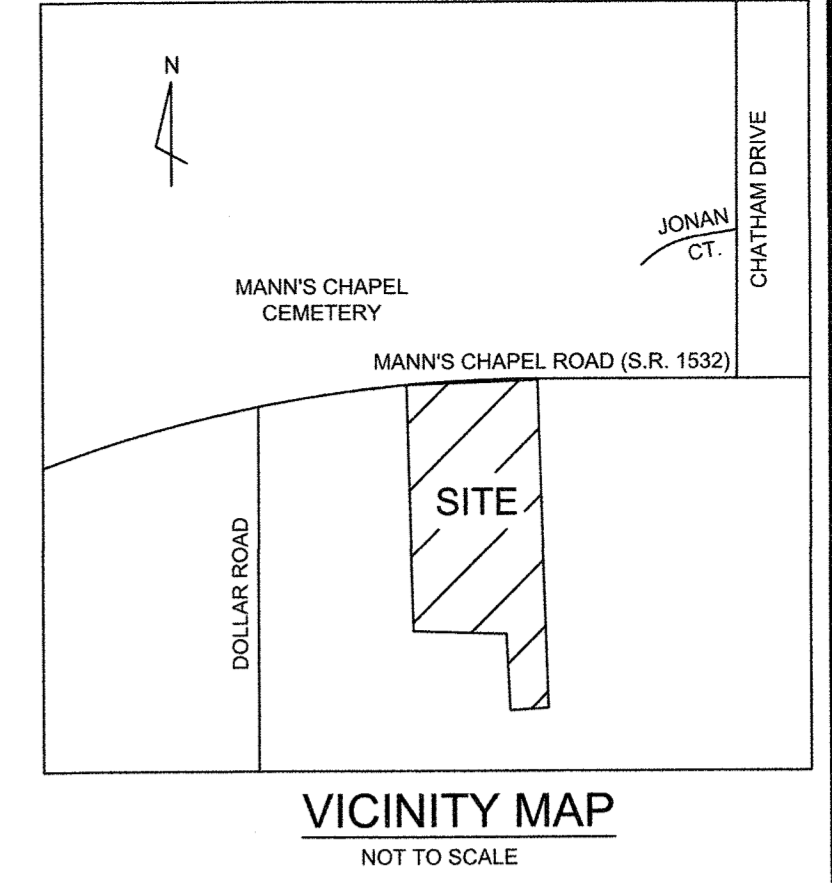 N
CHATHAM DRIVE
JONAN
CT.
MANN'S CHAPEL
CEMETERY
MANN'S CHAPEL ROAD (S.R. 1532)
SITE
DOLLAR ROAD
VICINITY MAP
NOT TO SCALE